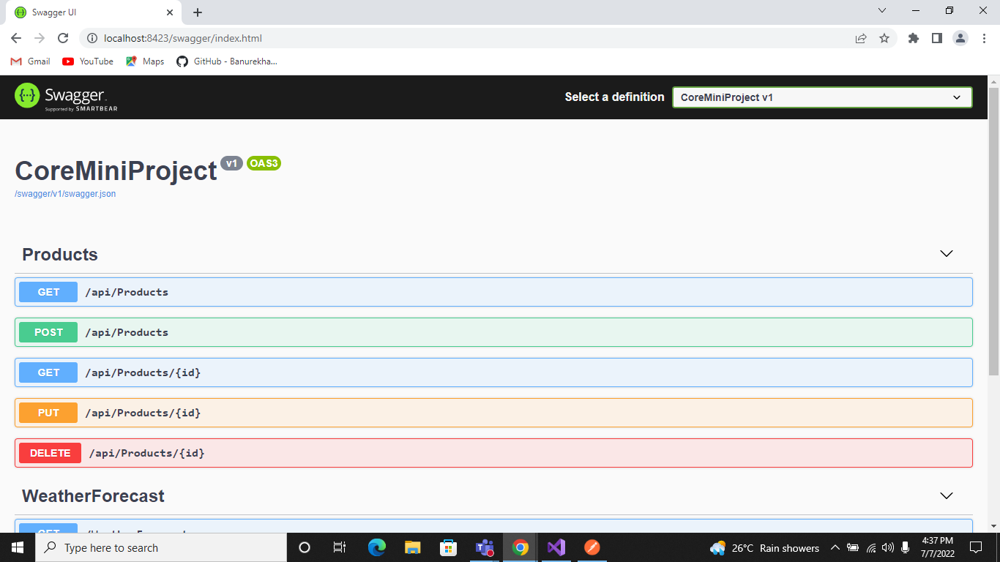 Swagger UI
localhost:8423/swagger/index.html
Gmail
YouTube
Maps
GitHub - Banurekha...
Swagger
Supported by SMARTBEAR
Select a definition
CoreMiniProject v1
CoreMiniProject v1 OAS3
/swagger/v1/swagger.json
Products
GET /api/Products
POST /api/Products
GET /api/Products/{id}
PUT /api/Products/{id}
DELETE /api/Products/{id}
WeatherForecast
GET
Type here to search
26°C Rain showers
4:37 PM
7/7/2022